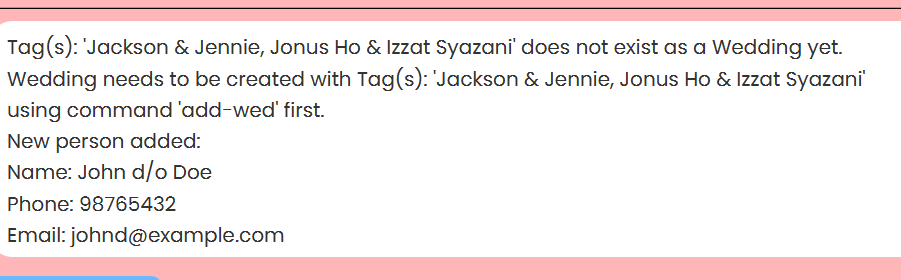 Tag(s): 'Jackson & Jennie, Jonus Ho & Izzat Syazani' does not exist as a Wedding yet.
Wedding needs to be created with Tag(s): 'Jackson & Jennie, Jonus Ho & Izzat Syazani'
using command 'add-wed' first.
New person added:
Name: John d/o Doe
Phone: 98765432
Email: johnd@example.com